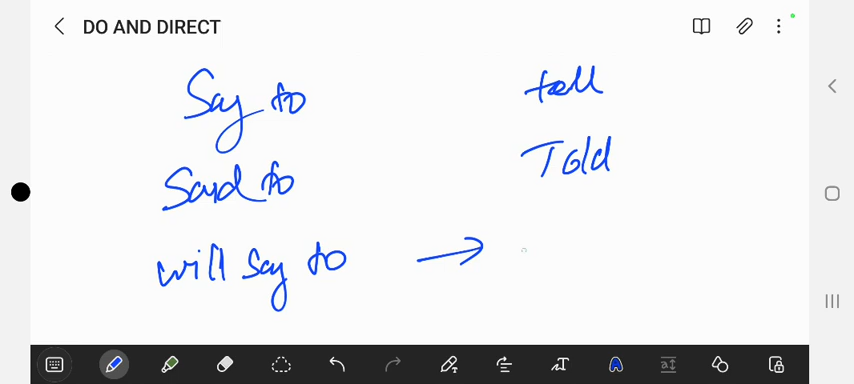 DO AND DIRECT
Say to tell
Said to Told
will say to →